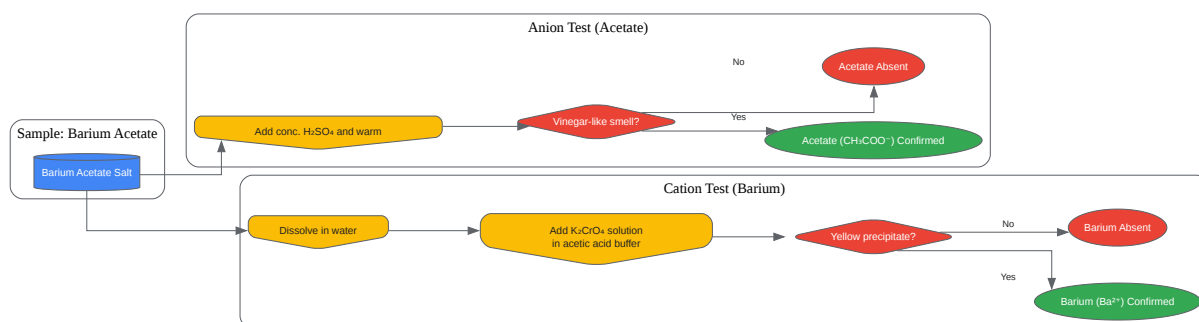 Anion Test (Acetate)
No
Acetate Absent
Add conc. H₂SO₄ and warm
Vinegar-like smell?
Yes
Acetate (CH₃COO⁻) Confirmed
Sample: Barium Acetate
Barium Acetate Salt
Cation Test (Barium)
Dissolve in water
Add K₂CrO₄ solution
in acetic acid buffer
Yellow precipitate?
No
Barium Absent
Yes
Barium (Ba²⁺) Confirmed